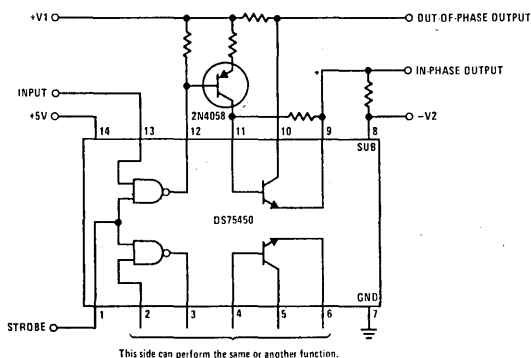 +V1
OUT-OF-PHASE OUTPUT
IN-PHASE OUTPUT
INPUT
2N4058
+5V
-V2
14 13 12 11 10 9 8
SUB
DS75450
GND
1 2 3 4 5 6 7
STROBE
This side can perform the same or another function.